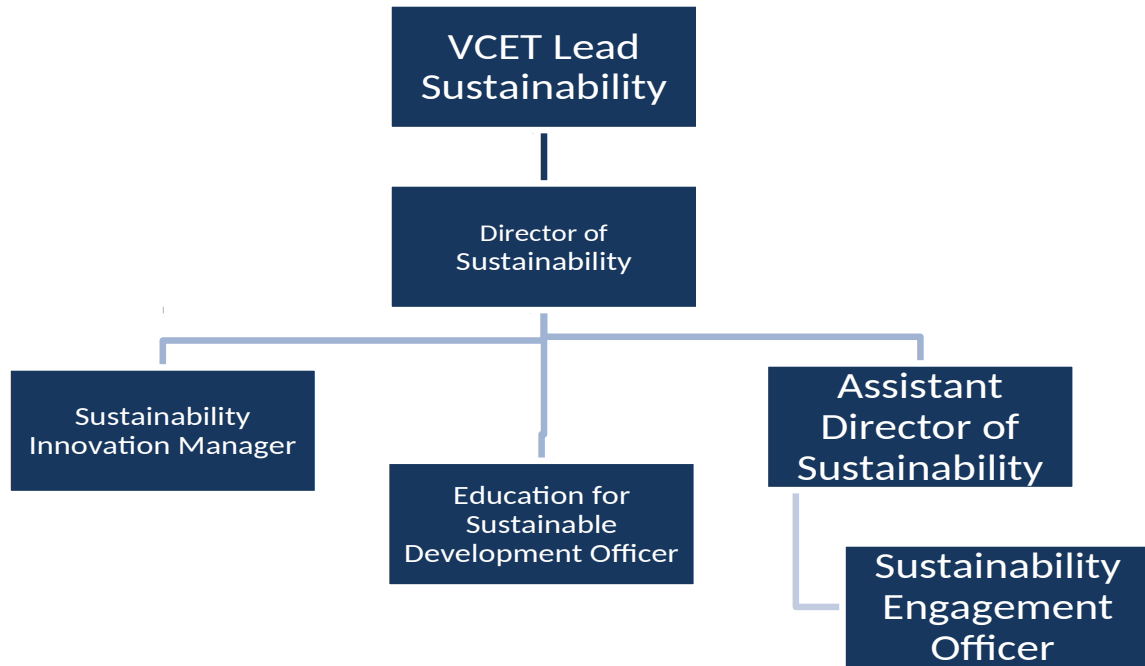 VCET Lead
Sustainability
Director of
Sustainability
Sustainability
Innovation Manager
Education for
Sustainable
Development Officer
Assistant
Director of
Sustainability
Sustainability
Engagement
Officer